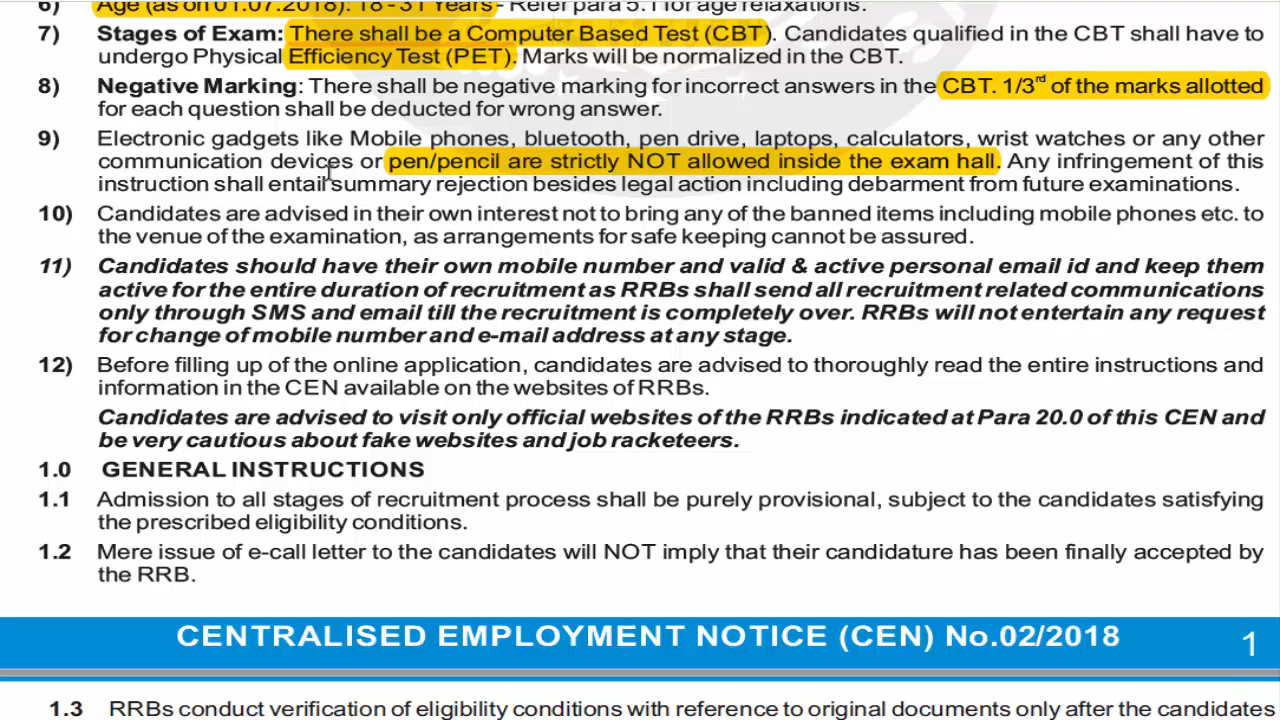 6) Age (as on 01.07.2018): 18 - 31 Years - Refer para 5.1 for age relaxations.
7) Stages of Exam: There shall be a Computer Based Test (CBT). Candidates qualified in the CBT shall have to
undergo Physical Efficiency Test (PET). Marks will be normalized in the CBT.
8) Negative Marking: There shall be negative marking for incorrect answers in the CBT. 1/3rd of the marks allotted
for each question shall be deducted for wrong answer.
9) Electronic gadgets like Mobile phones, bluetooth, pen drive, laptops, calculators, wrist watches or any other
communication devices or pen/pencil are strictly NOT allowed inside the exam hall. Any infringement of this
instruction shall entail summary rejection besides legal action including debarment from future examinations.
10) Candidates are advised in their own interest not to bring any of the banned items including mobile phones etc. to
the venue of the examination, as arrangements for safe keeping cannot be assured.
11) Candidates should have their own mobile number and valid & active personal email id and keep them
active for the entire duration of recruitment as RRBs shall send all recruitment related communications
only through SMS and email till the recruitment is completely over. RRBs will not entertain any request
for change of mobile number and e-mail address at any stage.
12) Before filling up of the online application, candidates are advised to thoroughly read the entire instructions and
information in the CEN available on the websites of RRBs.
Candidates are advised to visit only official websites of the RRBs indicated at Para 20.0 of this CEN and
be very cautious about fake websites and job racketeers.
1.0 GENERAL INSTRUCTIONS
1.1 Admission to all stages of recruitment process shall be purely provisional, subject to the candidates satisfying
the prescribed eligibility conditions.
1.2 Mere issue of e-call letter to the candidates will NOT imply that their candidature has been finally accepted by
the RRB.
CENTRALISED EMPLOYMENT NOTICE (CEN) No.02/2018 1
1.3 RRBs conduct verification of eligibility conditions with reference to original documents only after the candidates